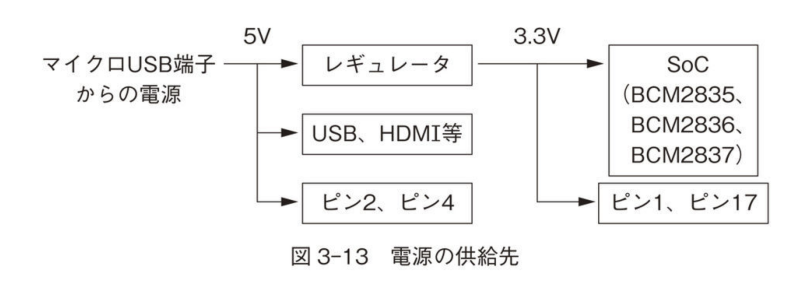 5V
3.3V
マイクロUSB端子
からの電源
レギュレータ
SoC
(BCM2835、
BCM2836、
BCM2837)
USB、HDMI等
ピン2、ピン4
ピン1、ピン17
図 3-13　電源の供給先